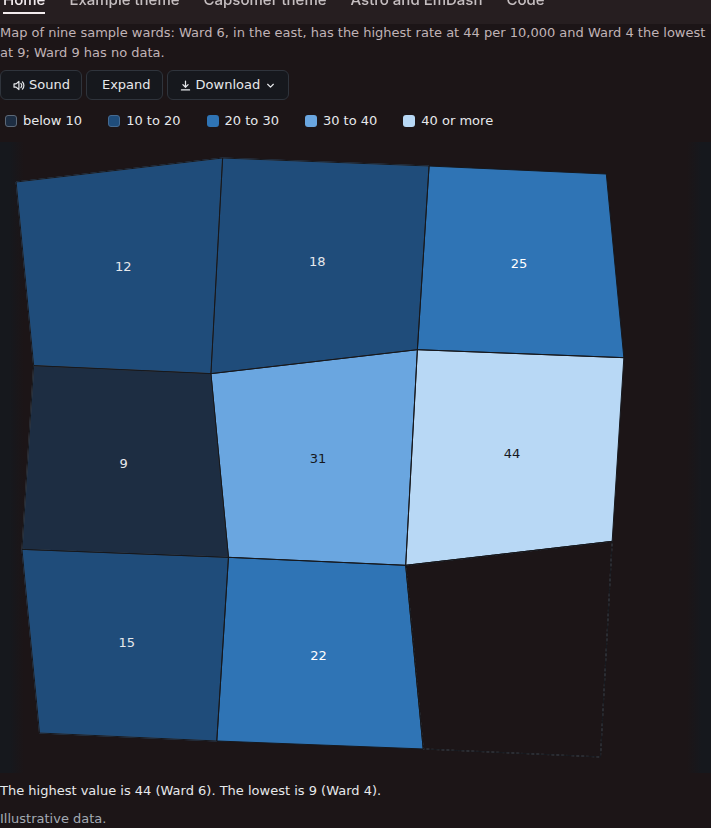 Home Example theme Capsomer theme Astro and EmDash Code
Map of nine sample wards: Ward 6, in the east, has the highest rate at 44 per 10,000 and Ward 4 the lowest
at 9; Ward 9 has no data.
Sound Expand Download
below 10 10 to 20 20 to 30 30 to 40 40 or more
12 18 25
9 31 44
15 22
The highest value is 44 (Ward 6). The lowest is 9 (Ward 4).
Illustrative data.